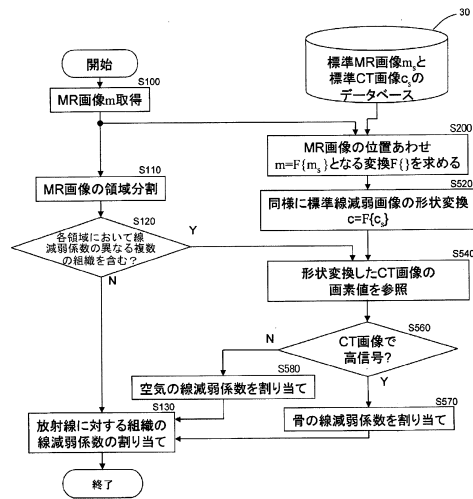 30
開始
標準MR画像msと
標準CT画像csの
データベース
S100
MR画像m取得
S200
MR画像の位置あわせ
m=F{ms}となる変換F{}を求める
S110
MR画像の領域分割
S520
同様に標準線減弱画像の形状変換
c=F{cs}
S120
各領域において線
減弱係数の異なる複数
の組織を含む?
Y
N
S540
形状変換したCT画像の
画素値を参照
S560
CT画像で
高信号?
N
Y
S580
空気の線減弱係数を割り当て
S570
骨の線減弱係数を割り当て
S130
放射線に対する組織の
線減弱係数の割り当て
終了